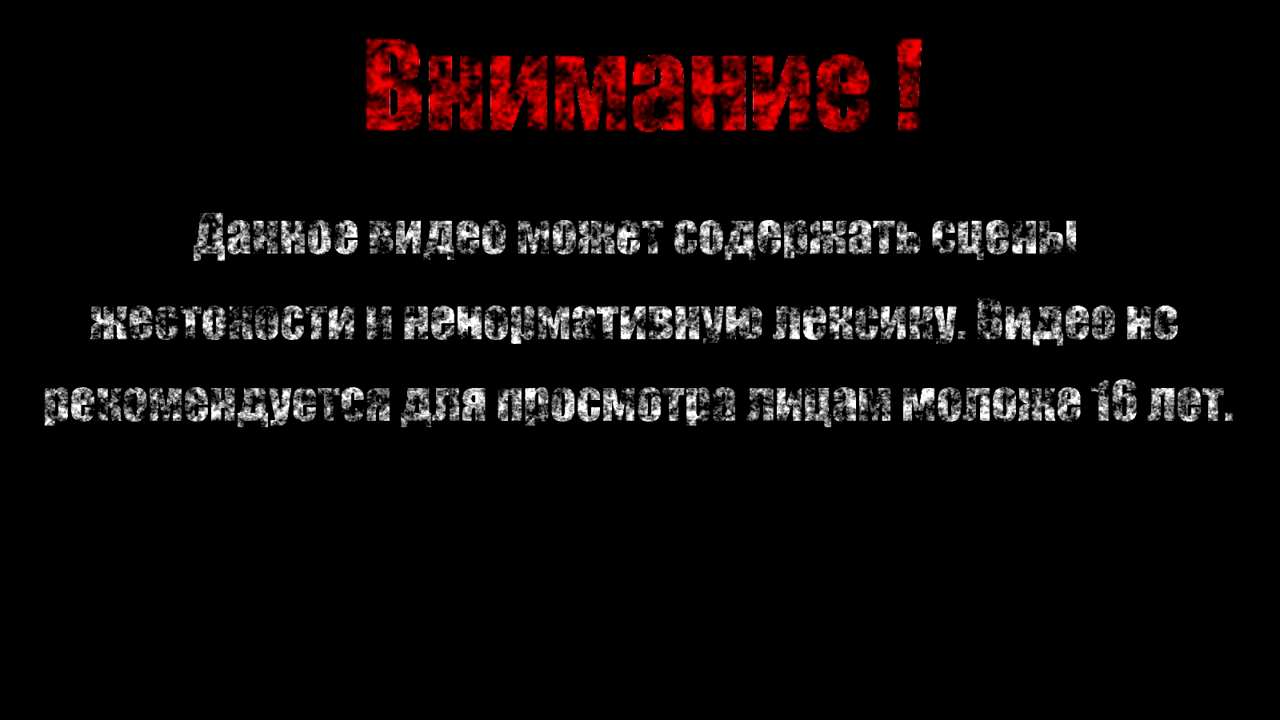 Внимание !
Данное видео может содержать сцены
жестокости и ненормативную лексику. Видео не
рекомендуется для просмотра лицам моложе 16 лет.